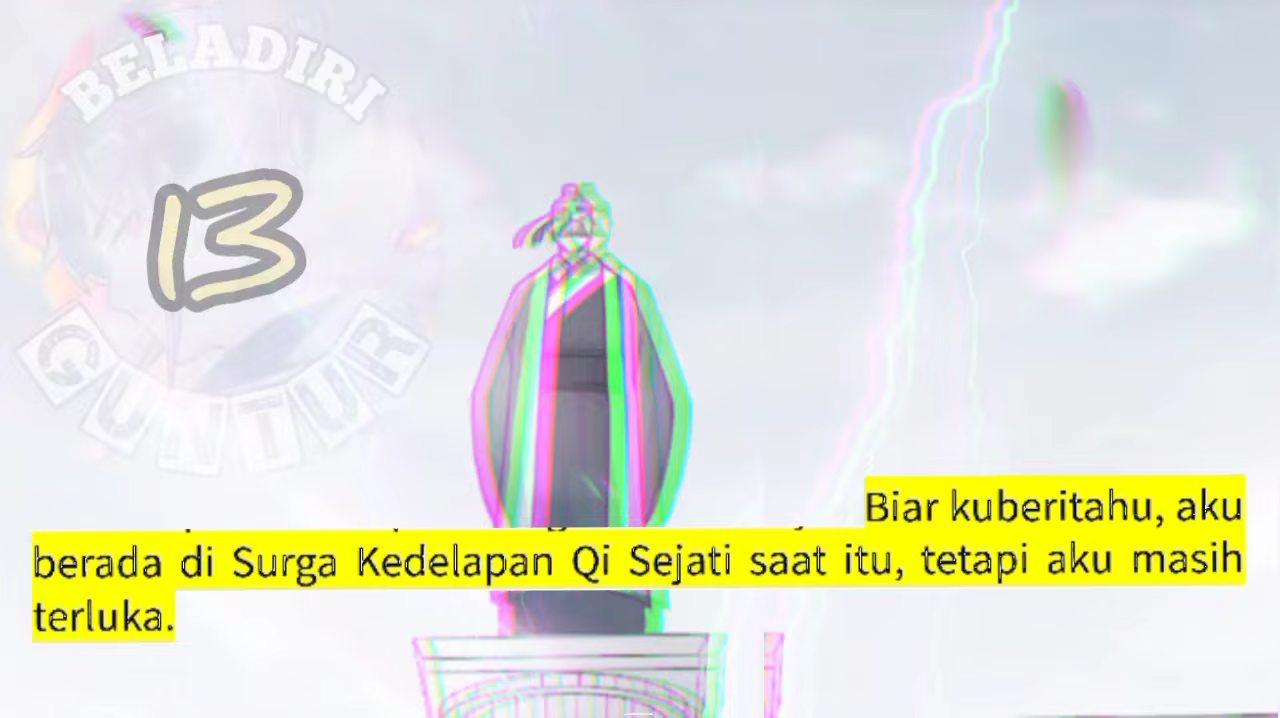 BELADIRI
13
GUNTUR
Biar kuberitahu, aku
berada di Surga Kedelapan Qi Sejati saat itu, tetapi aku masih
terluka.